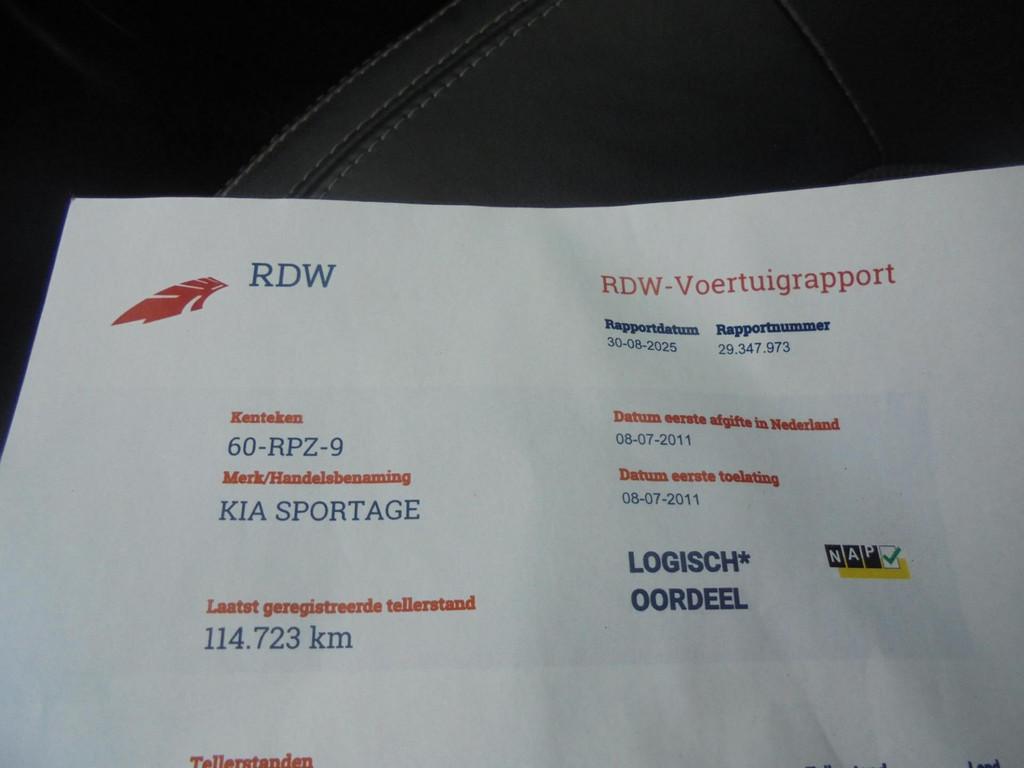 RDW
RDW-Voertuigrapport
Rapportdatum Rapportnummer
30-08-2025 29.347.973
Kenteken
60-RPZ-9
Merk/Handelsbenaming
KIA SPORTAGE
Datum eerste afgifte in Nederland
08-07-2011
Datum eerste toelating
08-07-2011
LOGISCH*
OORDEEL
NAP
Laatst geregistreerde tellerstand
114.723 km
Tellerstanden